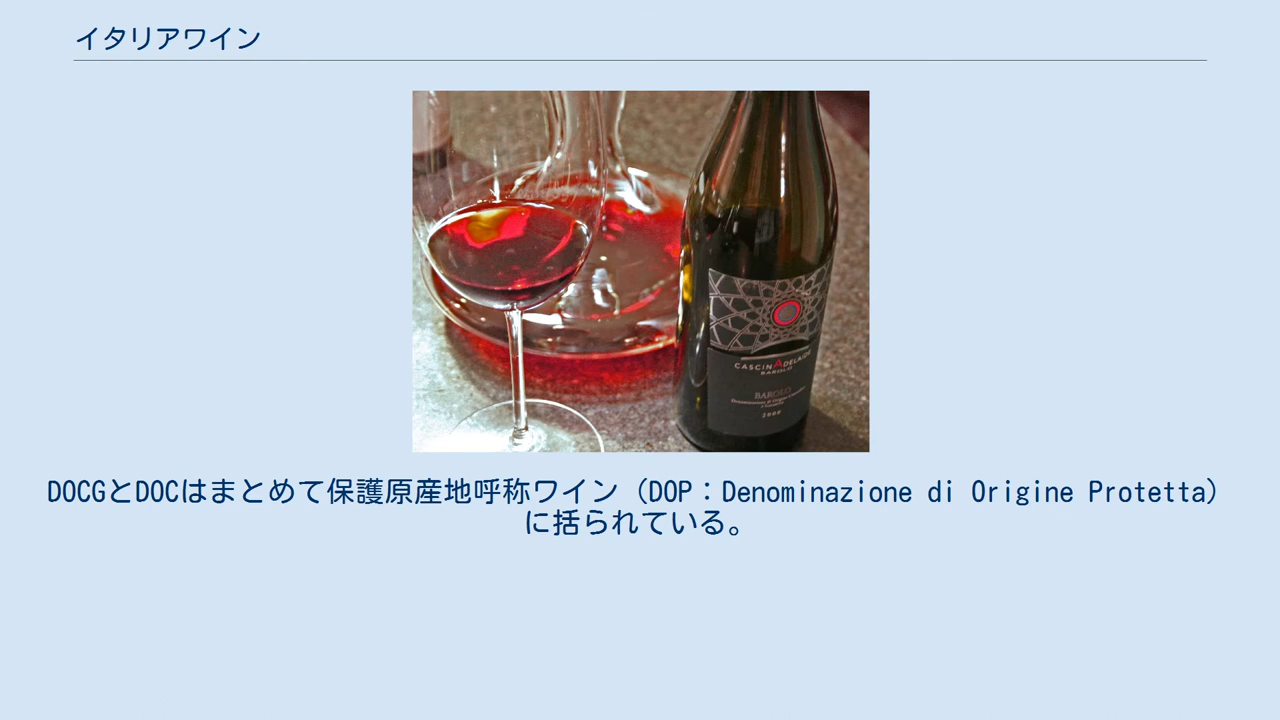 イタリアワイン
CASCINADELAIDE
BAROLO
BAROLO
2000
DOCGとDOCはまとめて保護原産地呼称ワイン（DOP：Denominazione di Origine Protetta）
に括られている。